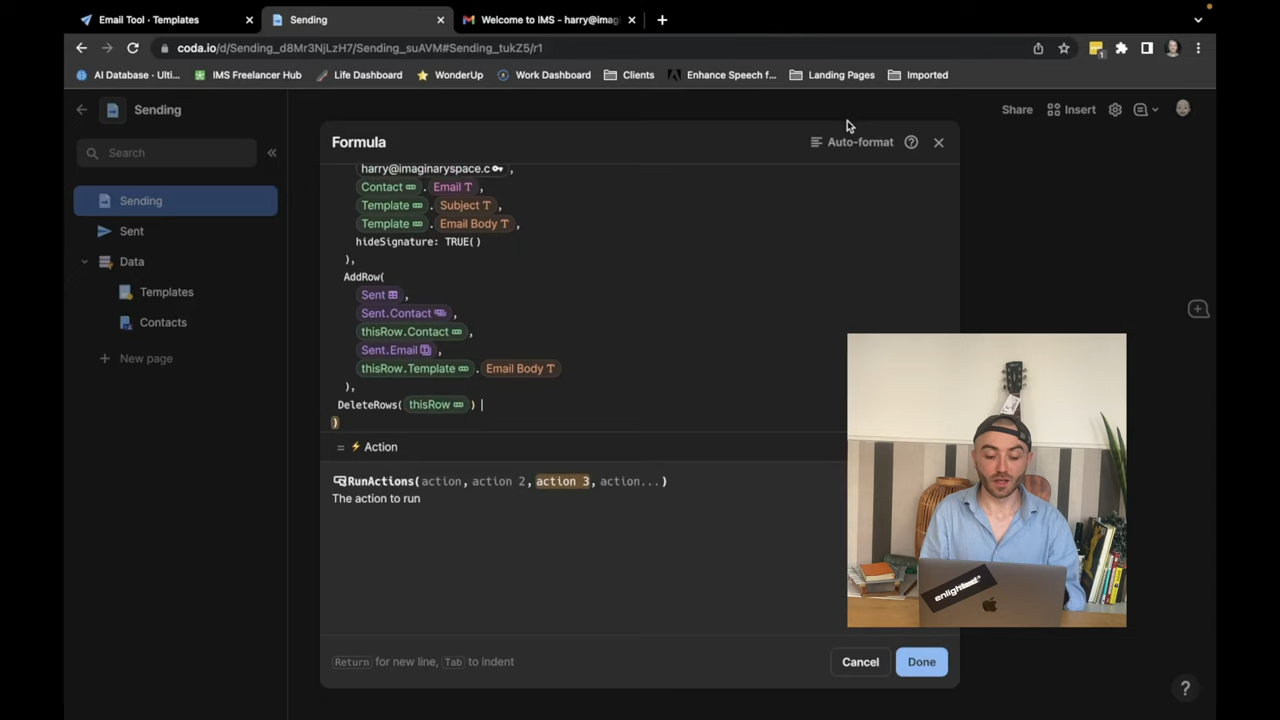 Email Tool · Templates
Sending
Welcome to IMS - harry@imag
coda.io/d/Sending_d8Mr3NjLzH7/Sending_suAVM#Sending_tukZ5/r1
AI Database · Ulti...
IMS Freelancer Hub
Life Dashboard
WonderUp
Work Dashboard
Clients
Enhance Speech f...
Landing Pages
Imported
Sending
Share
Insert
Search
Sending
Sent
Data
Templates
Contacts
New page
Formula
Auto-format
harry@imaginaryspace.c ,
Contact . Email ,
Template . Subject ,
Template . Email Body ,
hideSignature: TRUE()
),
AddRow(
Sent ,
Sent.Contact ,
thisRow.Contact ,
Sent.Email ,
thisRow.Template . Email Body
),
DeleteRows( thisRow )
)
= Action
RunActions(action, action 2, action 3, action...)
The action to run
enlightened
Return for new line, Tab to indent
Cancel
Done
?